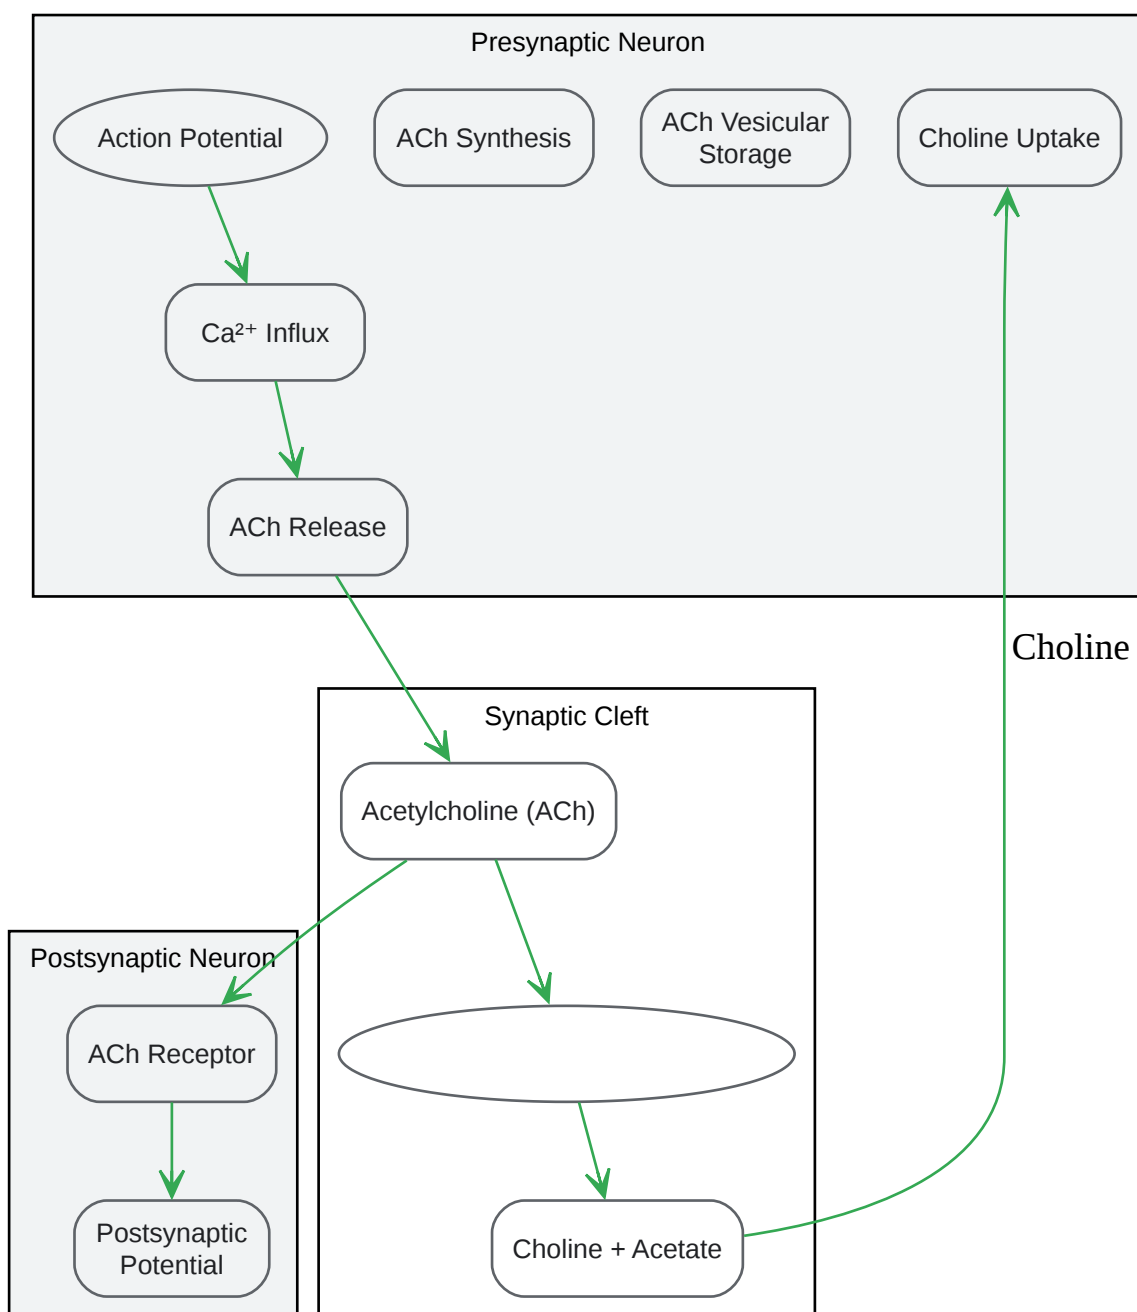 Presynaptic Neuron
Action Potential
ACh Synthesis
ACh Vesicular
Storage
Choline Uptake
Ca²⁺ Influx
ACh Release
Choline
Synaptic Cleft
Acetylcholine (ACh)
Postsynaptic Neuron
ACh Receptor
Postsynaptic
Potential
Choline + Acetate